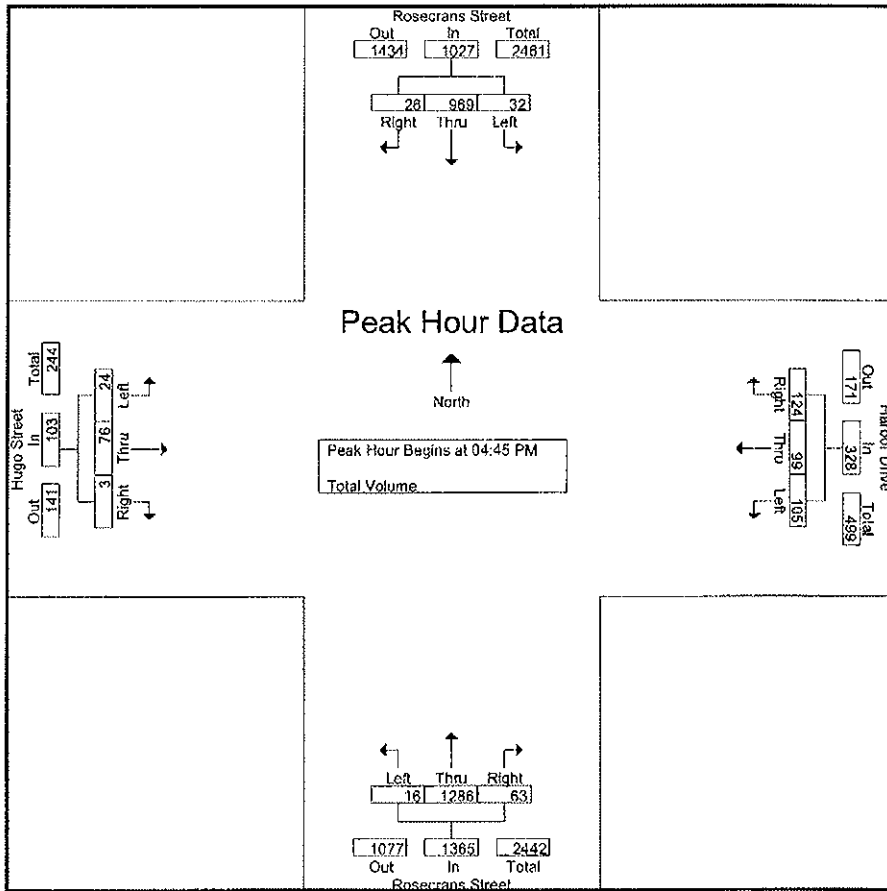 Rosecrans Street
Out In Total
1434 1027 2461
26 969 32
Right Thru Left
Peak Hour Data
North
Peak Hour Begins at 04:45 PM
Total Volume
Hugo Street
Out In Total
141 103 244
3 76 24
Right Thru Left
Harbor Drive
Out In Total
171 328 499
124 99 105
Right Thru Left
Left Thru Right
16 1286 63
1077 1365 2442
Out In Total
Rosecrans Street